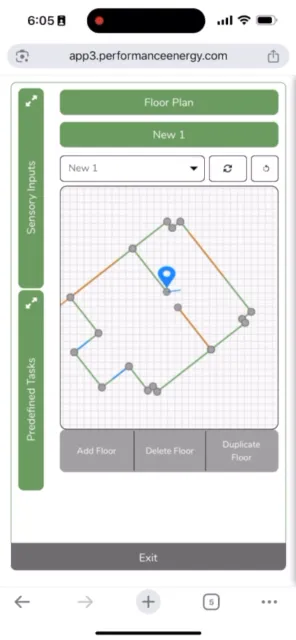 6:05
app3.performanceenergy.com
Floor Plan
New 1
New 1
Sensory Inputs
Predefined Tasks
Add Floor
Delete Floor
Duplicate
Floor
Exit
5